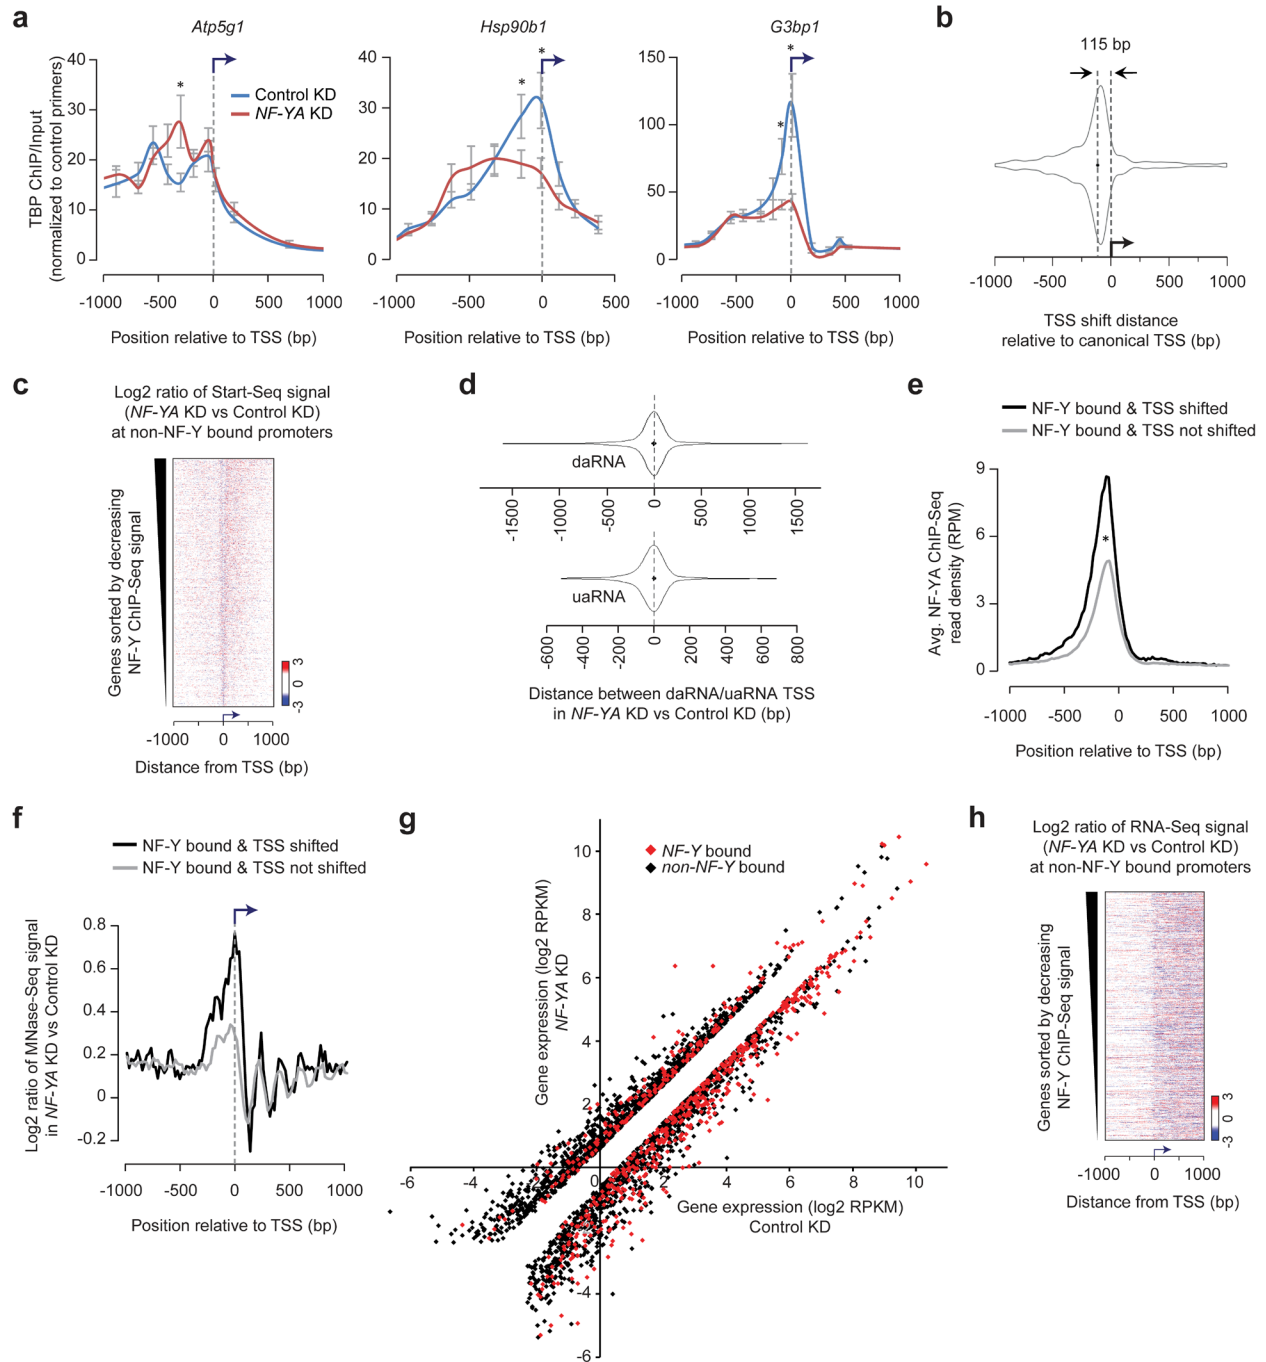 a
Atp5g1
Hsp90b1
G3bp1
TBP ChIP/Input
(normalized to control primers)
40
30
20
10
0
*
Control KD
NF-YA KD
-1000 -500 0 500 1000
Position relative to TSS (bp)
40
30
20
10
0
*
*
-1000 -500 0 500
Position relative to TSS (bp)
150
100
50
0
*
*
-1000 -500 0 500 1000
Position relative to TSS (bp)
b
115 bp
-1000 -500 0 500 1000
TSS shift distance
relative to canonical TSS (bp)
c
Log2 ratio of Start-Seq signal
(NF-YA KD vs Control KD)
at non-NF-Y bound promoters
Genes sorted by decreasing
NF-Y ChIP-Seq signal
3
0
-3
-1000 0 1000
Distance from TSS (bp)
d
daRNA
-1500 -1000 -500 0 500 1000 1500
uaRNA
-600 -400 -200 0 200 400 600 800
Distance between daRNA/uaRNA TSS
in NF-YA KD vs Control KD (bp)
e
NF-Y bound & TSS shifted
NF-Y bound & TSS not shifted
Avg. NF-YA ChIP-Seq
read density (RPM)
9
6
3
0
*
-1000 -500 0 500 1000
Position relative to TSS (bp)
f
NF-Y bound & TSS shifted
NF-Y bound & TSS not shifted
Log2 ratio of MNase-Seq signal
in NF-YA KD vs Control KD
0.8
0.6
0.4
0.2
0
-0.2
-1000 -500 0 500 1000
Position relative to TSS (bp)
g
NF-Y bound
non-NF-Y bound
Gene expression (log2 RPKM)
NF-YA KD
10
8
6
4
2
0
-4
-6
-6 -4 0 2 4 6 8 10
Gene expression (log2 RPKM)
Control KD
h
Log2 ratio of RNA-Seq signal
(NF-YA KD vs Control KD)
at non-NF-Y bound promoters
Genes sorted by decreasing
NF-Y ChIP-Seq signal
3
0
-3
-1000 0 1000
Distance from TSS (bp)